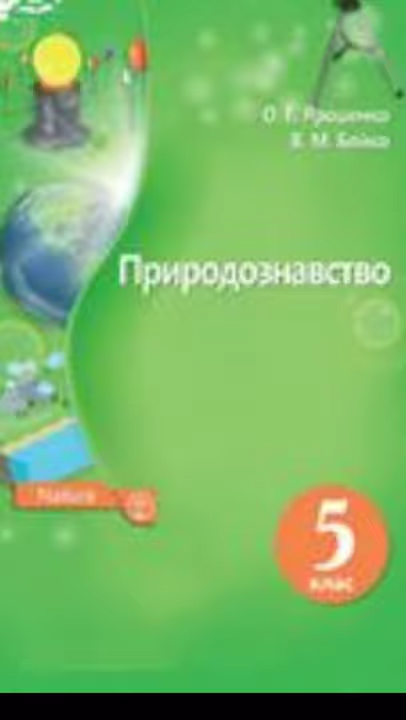 О. Г. Ярошенко
В. М. Бойко
Природознавство
Nature
5
клас